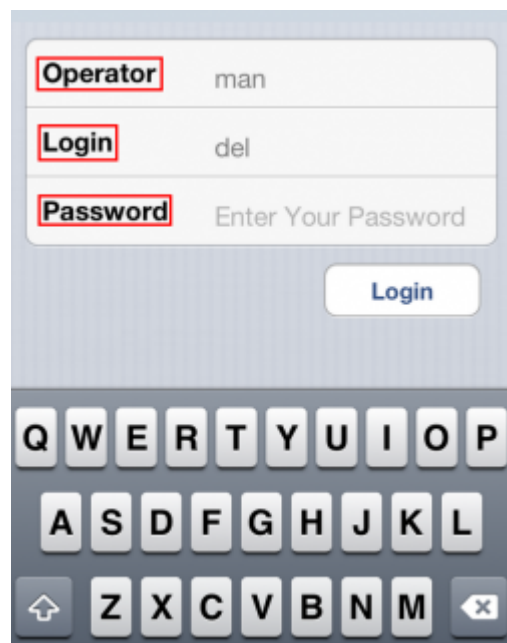 Operator man
Login del
Password Enter Your Password
Login
Q W E R T Y U I O P
A S D F G H J K L
Z X C V B N M